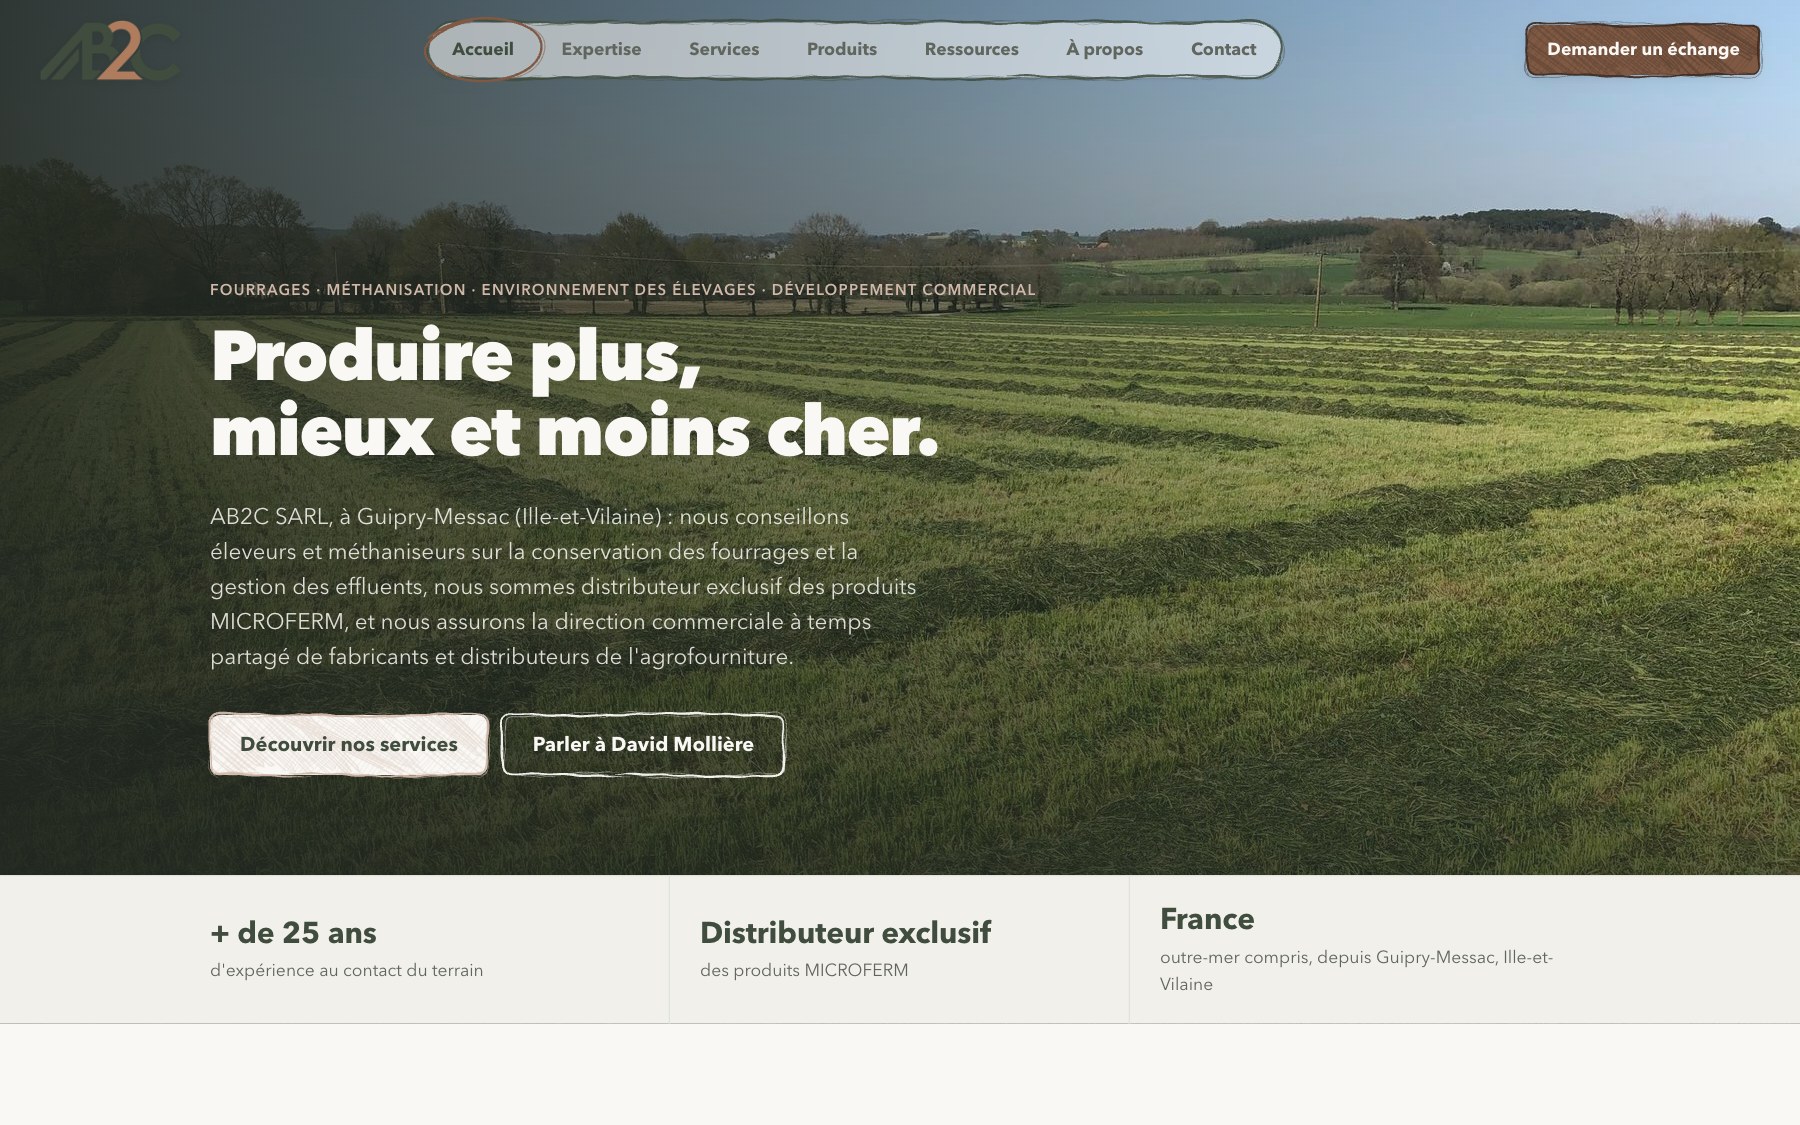 AB2C
Accueil
Expertise
Services
Produits
Ressources
À propos
Contact
Demander un échange
FOURRAGES · MÉTHANISATION · ENVIRONNEMENT DES ÉLEVAGES · DÉVELOPPEMENT COMMERCIAL
Produire plus,
mieux et moins cher.
AB2C SARL, à Guipry-Messac (Ille-et-Vilaine) : nous conseillons
éleveurs et méthaniseurs sur la conservation des fourrages et la
gestion des effluents, nous sommes distributeur exclusif des produits
MICROFERM, et nous assurons la direction commerciale à temps
partagé de fabricants et distributeurs de l'agrofourniture.
Découvrir nos services
Parler à David Mollière
+ de 25 ans
d'expérience au contact du terrain
Distributeur exclusif
des produits MICROFERM
France
outre-mer compris, depuis Guipry-Messac, Ille-et-
Vilaine